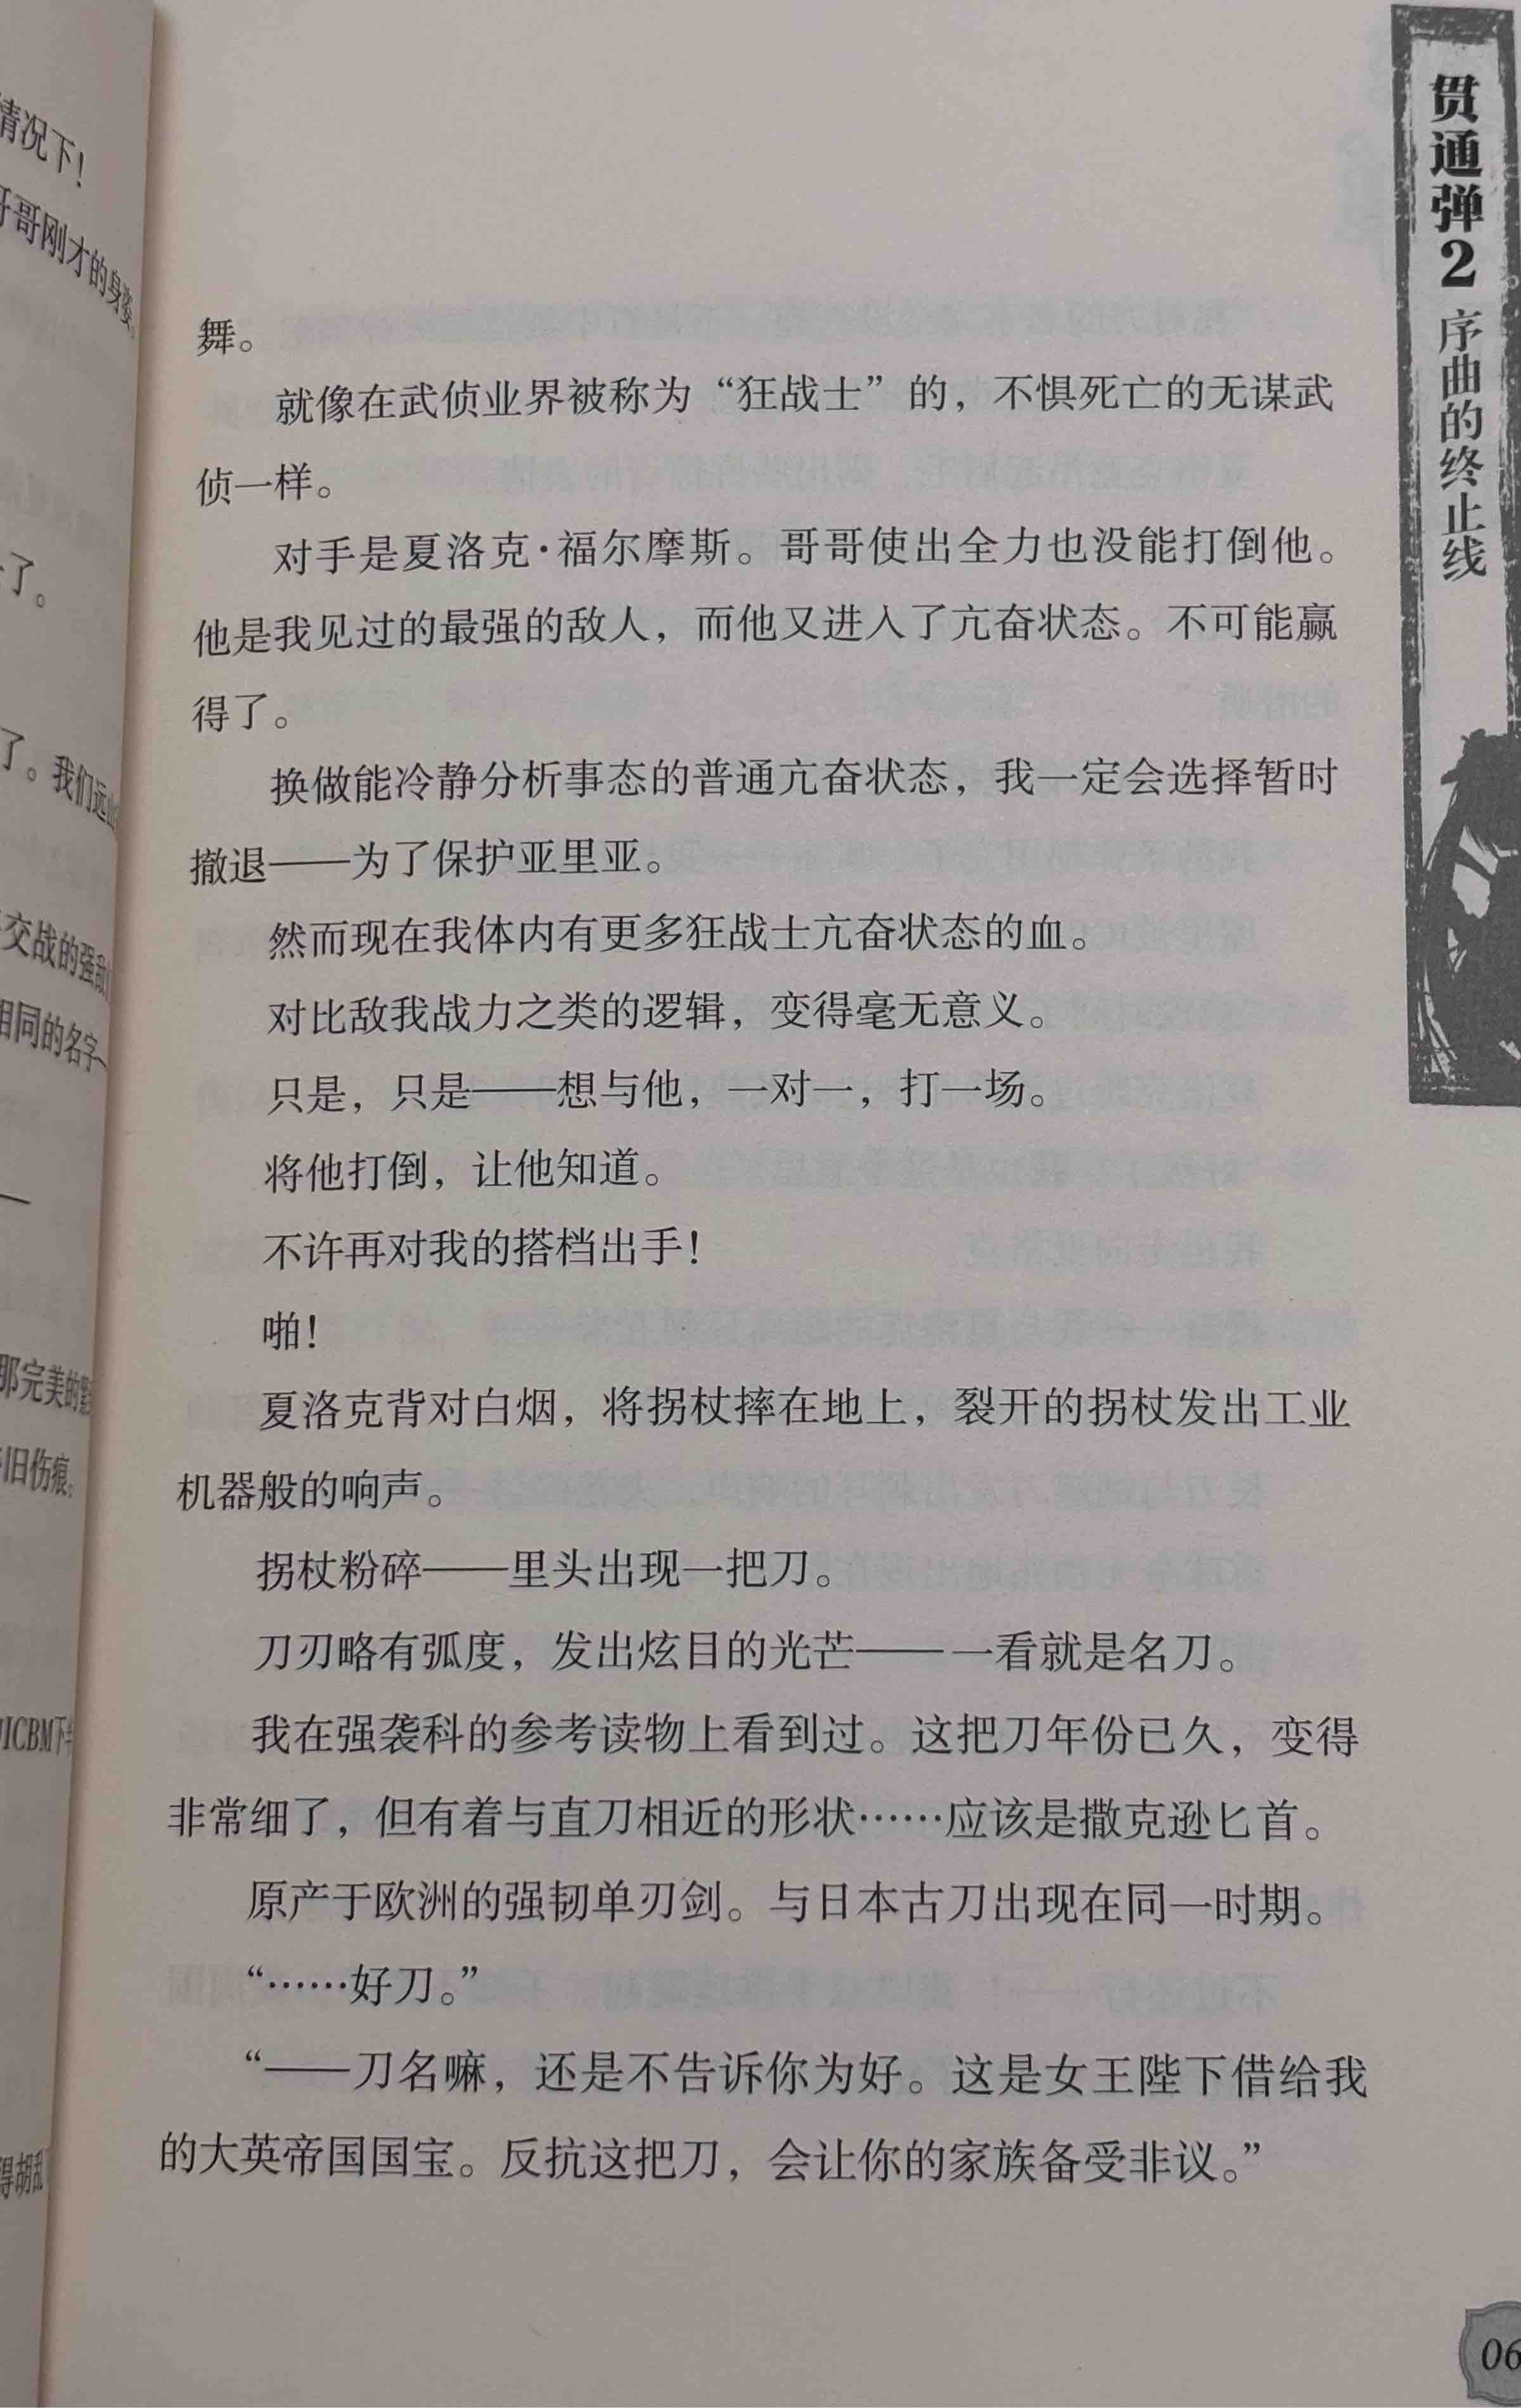 情况下！
哥刚才的身姿
了。
了。我们远
交战的强敌
相同的名字
那完美的
旧伤痕。
ICBM下
得胡乱
舞。
就像在武侦业界被称为“狂战士”的，不惧死亡的无谋武
侦一样。
对手是夏洛克·福尔摩斯。哥哥使出全力也没能打倒他。
他是我见过的最强的敌人，而他又进入了亢奋状态。不可能赢
得了。
换做能冷静分析事态的普通亢奋状态，我一定会选择暂时
撤退——为了保护亚里亚。
然而现在我体内有更多狂战士亢奋状态的血。
对比敌我战力之类的逻辑，变得毫无意义。
只是，只是——想与他，一对一，打一场。
将他打倒，让他知道。
不许再对我的搭档出手！
啪！
夏洛克背对白烟，将拐杖摔在地上，裂开的拐杖发出工业
机器般的响声。
拐杖粉碎——里头出现一把刀。
刀刃略有弧度，发出炫目的光芒——一看就是名刀。
我在强袭科的参考读物上看到过。这把刀年份已久，变得
非常细了，但有着与直刀相近的形状……应该是撒克逊匕首。
原产于欧洲的强韧单刃剑。与日本古刀出现在同一时期。
“……好刀。”
“——刀名嘛，还是不告诉你为好。这是女王陛下借给我
的大英帝国国宝。反抗这把刀，会让你的家族备受非议。”
贯通弹2 序曲的终止线
06